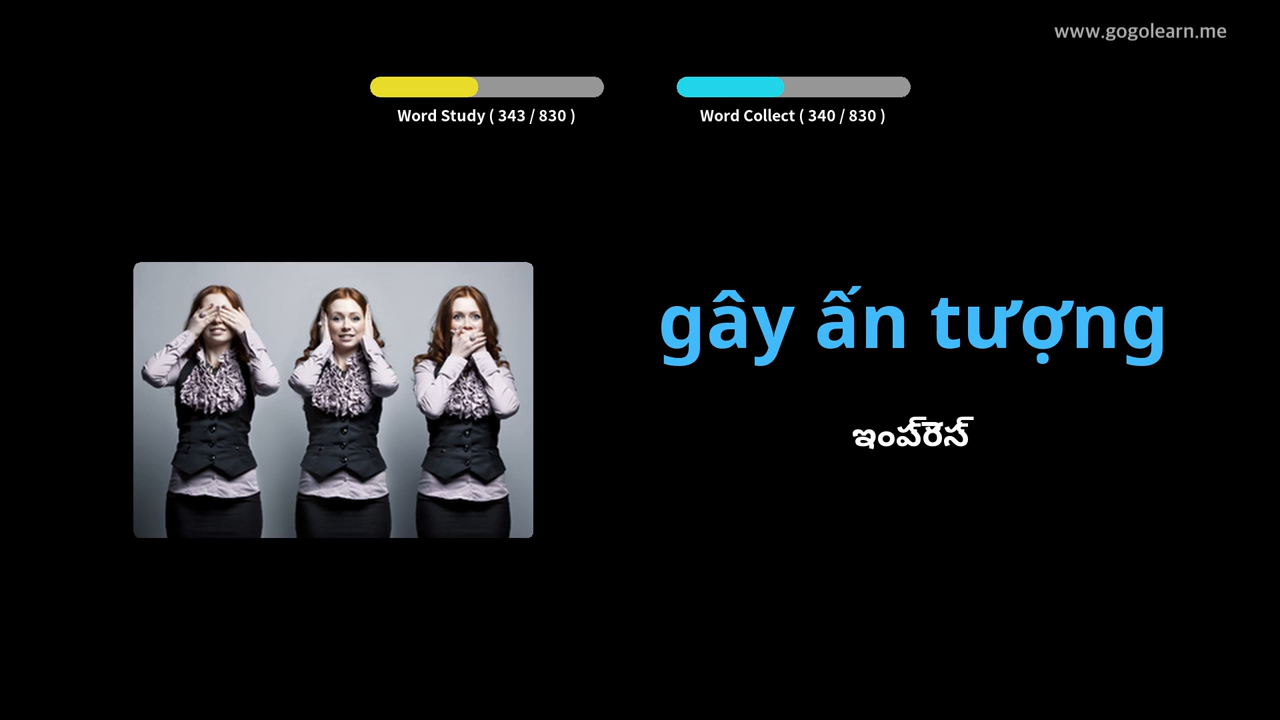 www.gogolearn.me
Word Study ( 343 / 830 )
Word Collect ( 340 / 830 )
gây ấn tượng
ఇంప్‌రెస్